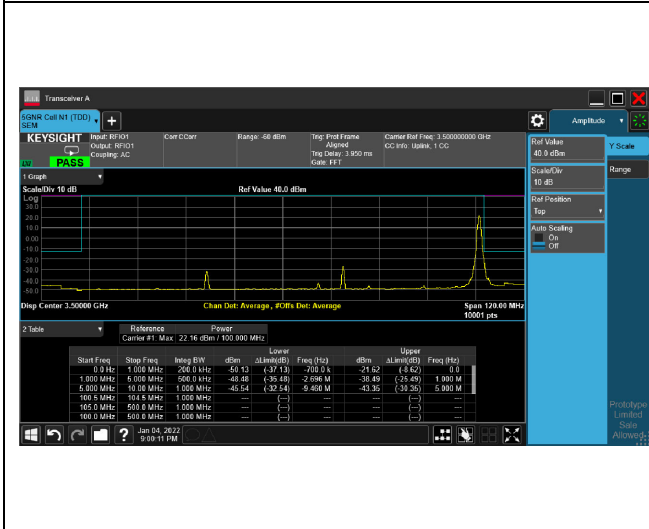 Transceiver A
5GNR Cell N1 (TDD)
SEM
Amplitude
KEYSIGHT
Input: RFIO1
Output: RFIO1
Coupling: AC
Corr CCorr
Range: -60 dBm
Trig: Prot Frame
Aligned
Trig Delay: 3.950 ms
Gate: FFT
Carrier Ref Freq: 3.500000000 GHz
CC Info: Uplink, 1 CC
PASS
Ref Value
40.0 dBm
Y Scale
Scale/Div
10 dB
Range
Ref Position
Top
Auto Scaling
On
Off
1 Graph
Scale/Div 10 dB
Ref Value 40.0 dBm
Log
30.0
20.0
10.0
0.00
-10.0
-20.0
-30.0
-40.0
-50.0
Disp Center 3.50000 GHz
Chan Det: Average, #Offs Det: Average
Span 120.00 MHz
10001 pts
2 Table
Reference Power
Carrier #1: Max 22.16 dBm / 100.000 MHz
Lower Upper
Start Freq Stop Freq Integ BW dBm ΔLimit(dB) Freq (Hz) dBm ΔLimit(dB) Freq (Hz)
0.0 Hz 1.000 MHz 200.0 kHz -50.13 (-37.13) -700.0 k -21.62 (-8.62) 0.0
1.000 MHz 5.000 MHz 500.0 kHz -48.48 (-35.48) -2.696 M -38.49 (-25.49) 1.000 M
5.000 MHz 10.00 MHz 1.000 MHz -45.54 (-32.54) -9.460 M -43.35 (-30.35) 5.000 M
100.5 MHz 104.5 MHz 1.000 MHz --- (---) --- --- (---) ---
105.0 MHz 500.0 MHz 1.000 MHz --- (---) --- --- (---) ---
100.0 MHz 500.0 MHz 1.000 MHz --- (---) --- --- (---) ---
Prototype
Limited
Sale
Allowed
Jan 04, 2022
9:00:11 PM